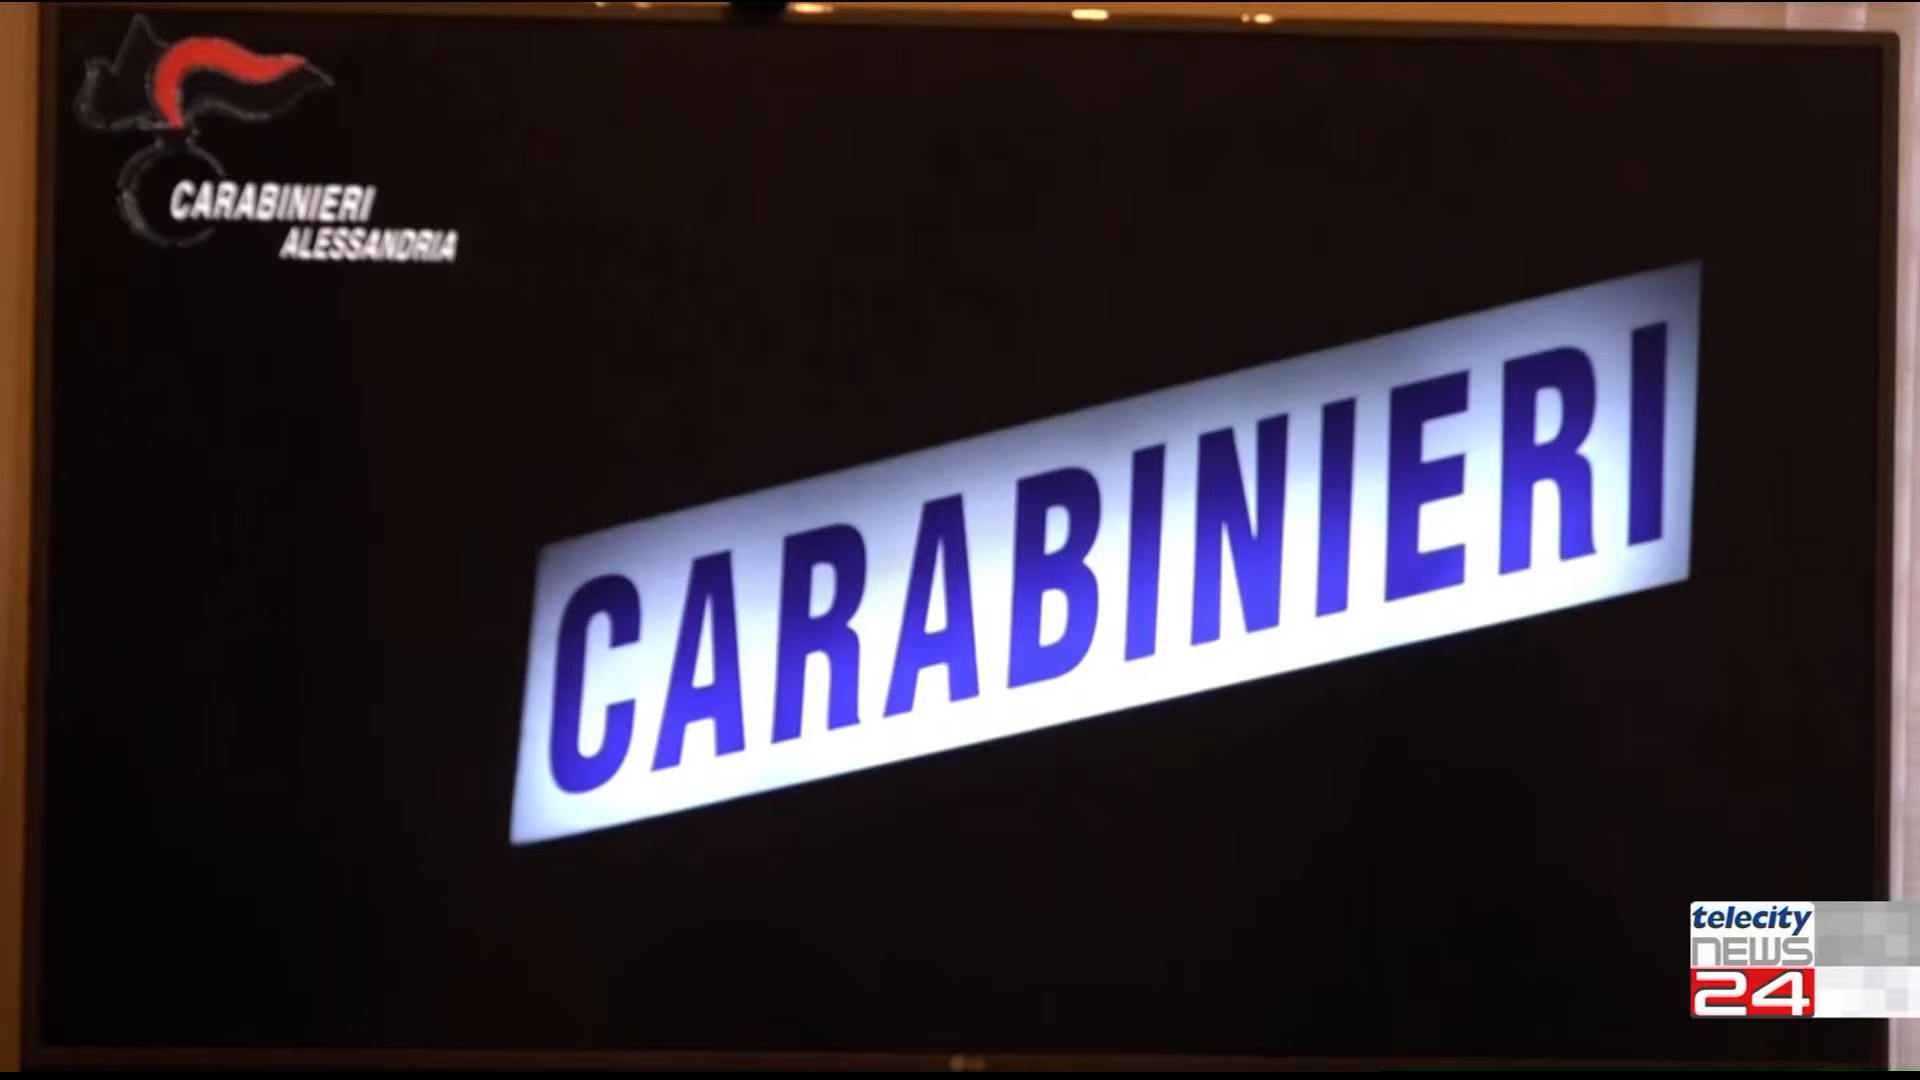 CARABINIERI
ALESSANDRIA
CARABINIERI
telecity
NEWS
24